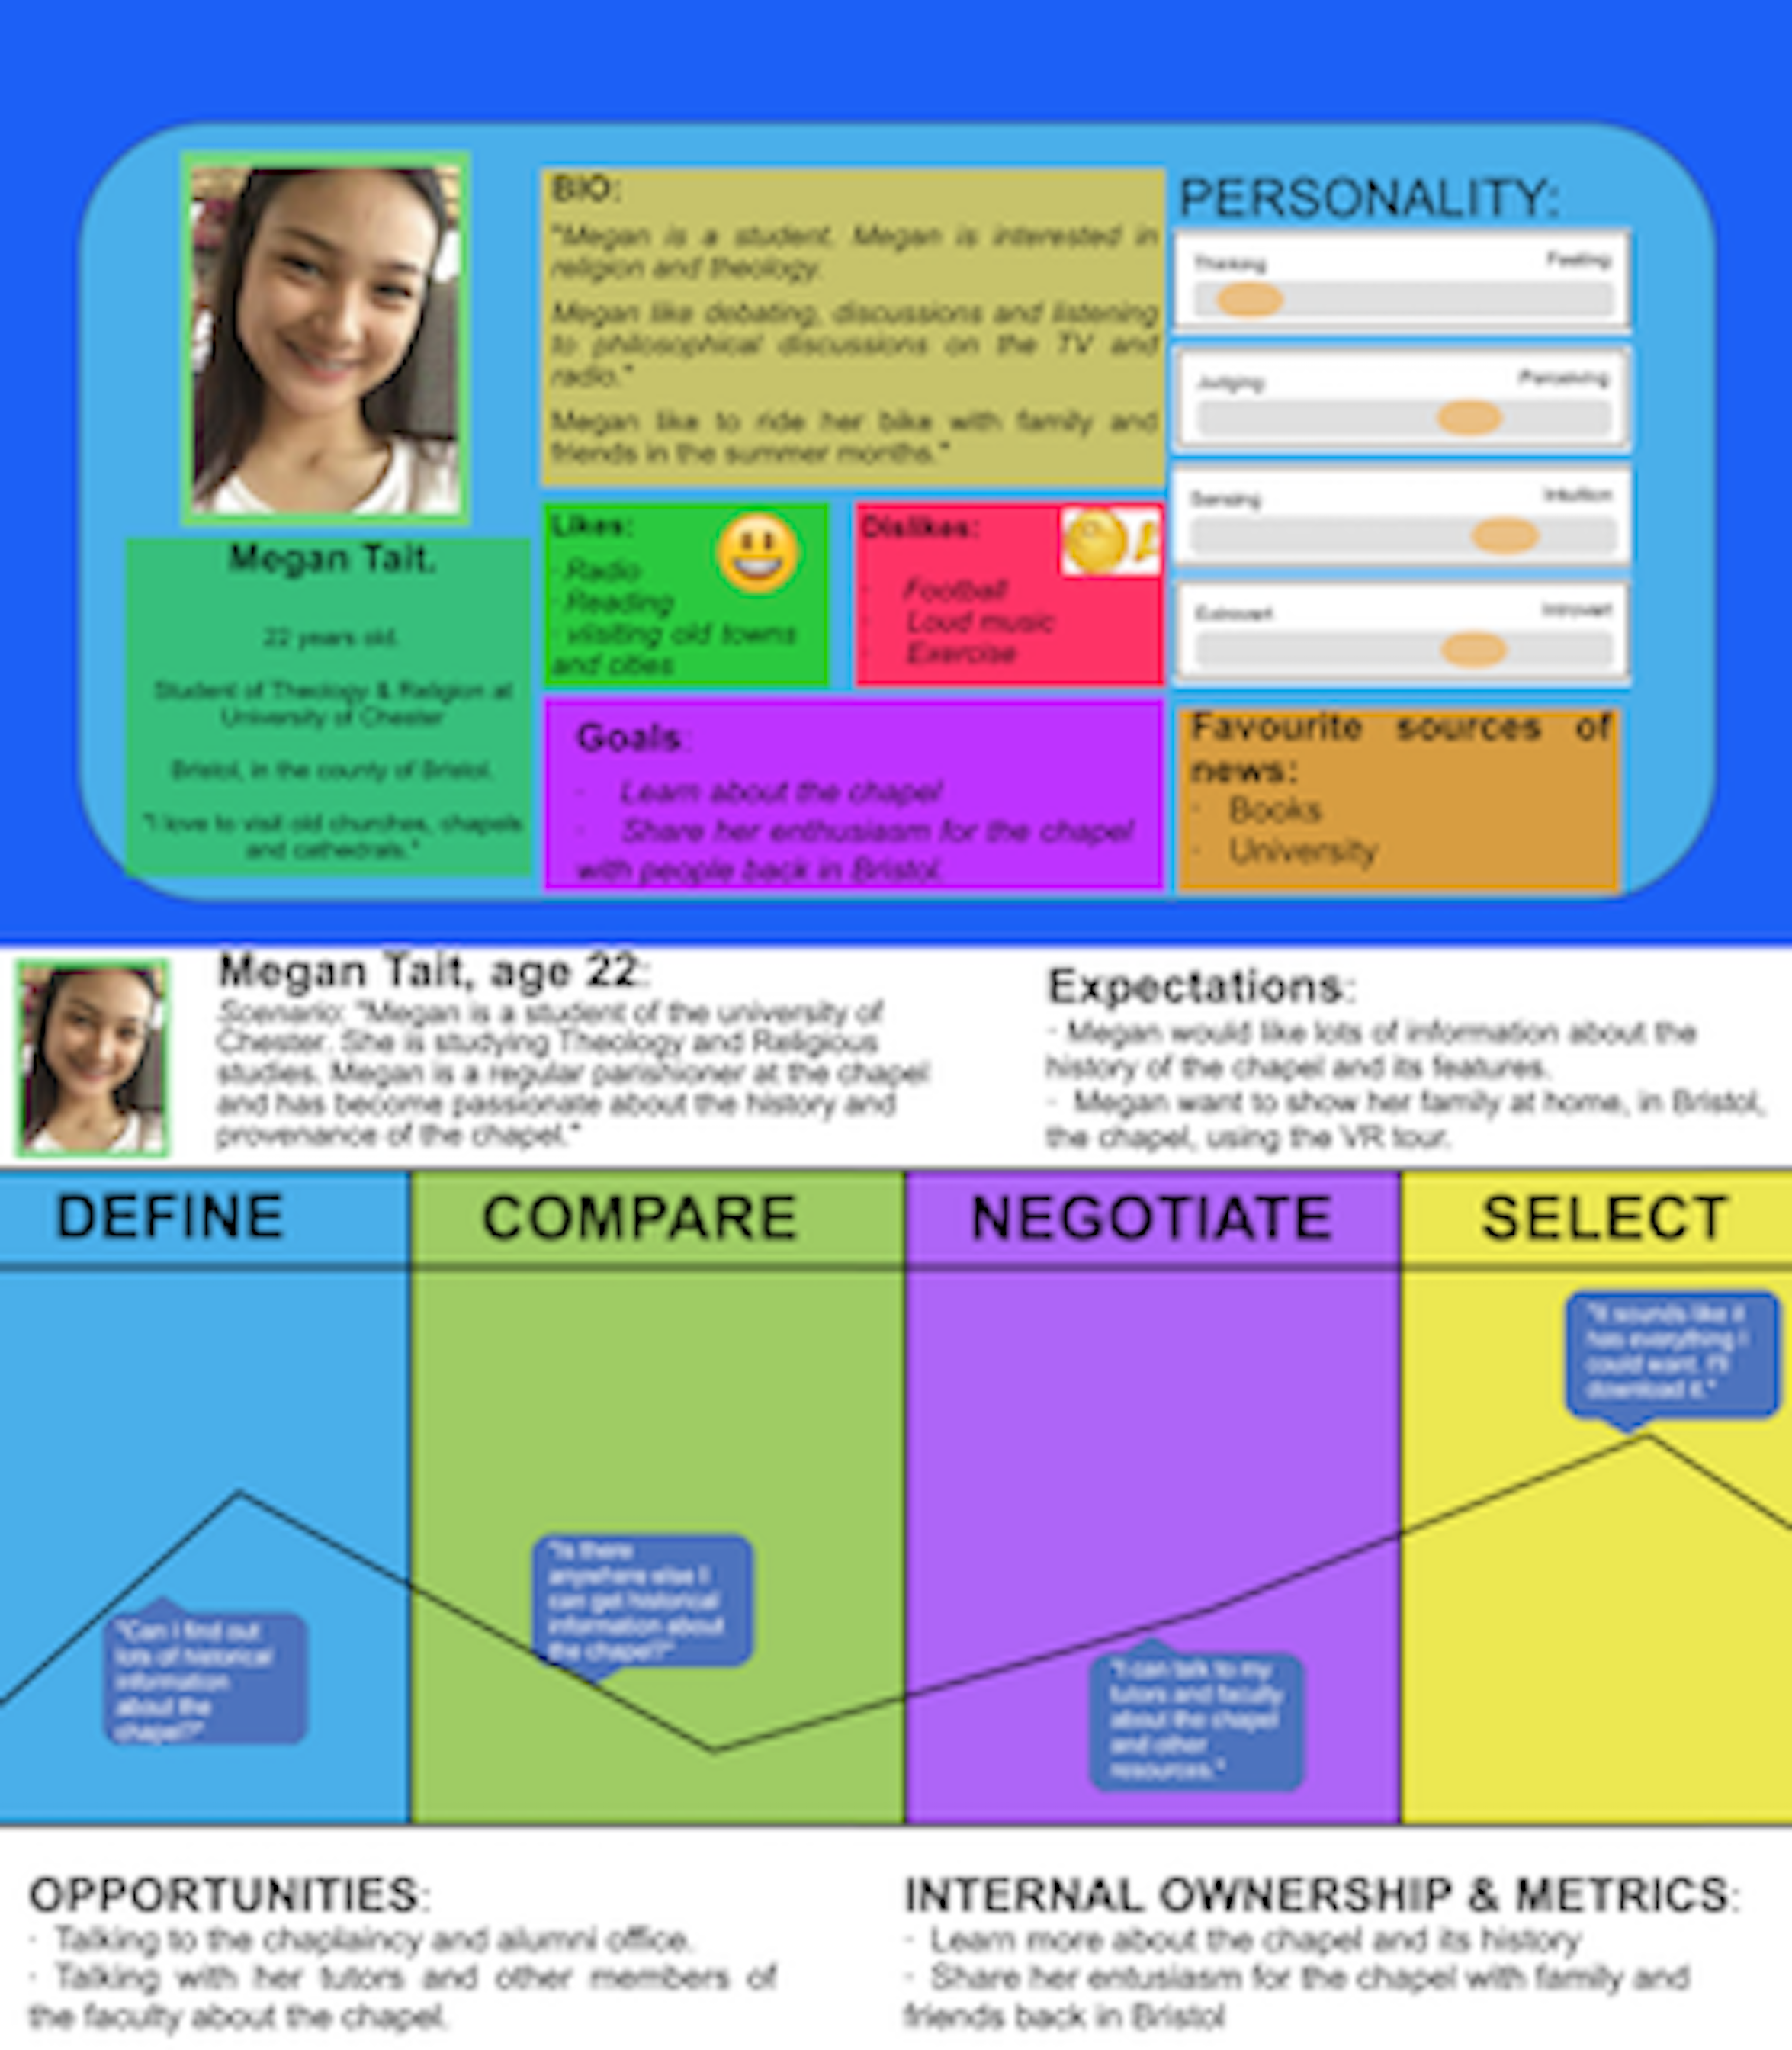 BIO:
"Megan is a student. Megan is interested in
religion and theology.
Megan like debating, discussions and listening
to philosophical discussions on the TV and
radio."
Megan like to ride her bike with family and
friends in the summer months."
PERSONALITY:
Thinking Feeling
Judging Perceiving
Sensing Intuition
Extrovert Introvert
Megan Tait.
22 years old.
Student of Theology & Religion at
University of Chester
Bristol, in the county of Bristol.
"I love to visit old churches, chapels
and cathedrals."
Likes:
· Radio
· Reading
· Visiting old towns
and cities
Dislikes:
· Football
· Loud music
· Exercise
Goals:
· Learn about the chapel
· Share her enthusiasm for the chapel
with people back in Bristol.
Favourite sources of
news:
· Books
· University
Megan Tait, age 22:
Scenario: "Megan is a student of the university of
Chester. She is studying Theology and Religious
studies. Megan is a regular parishioner at the chapel
and has become passionate about the history and
provenance of the chapel."
Expectations:
· Megan would like lots of information about the
history of the chapel and its features.
· Megan want to show her family at home, in Bristol,
the chapel, using the VR tour.
DEFINE
COMPARE
NEGOTIATE
SELECT
"Can I find out
lots of historical
information
about the
chapel?"
"Is there
anywhere else I
can get historical
information about
the chapel?"
"I can talk to my
tutors and faculty
about the chapel
and other
resources."
"It sounds like it
has everything I
could want. I'll
download it."
OPPORTUNITIES:
· Talking to the chaplaincy and alumni office.
· Talking with her tutors and other members of
the faculty about the chapel.
INTERNAL OWNERSHIP & METRICS:
· Learn more about the chapel and its history
· Share her entusiasm for the chapel with family and
friends back in Bristol